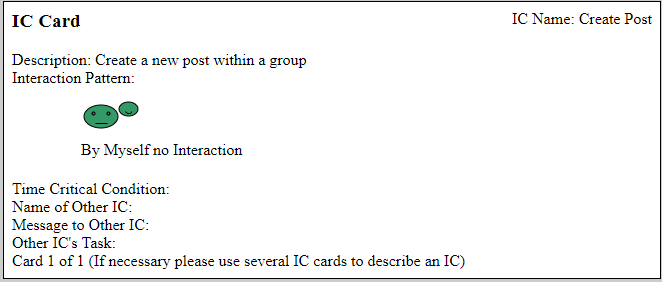 IC Card
IC Name: Create Post
Description: Create a new post within a group
Interaction Pattern:
By Myself no Interaction
Time Critical Condition:
Name of Other IC:
Message to Other IC:
Other IC's Task:
Card 1 of 1 (If necessary please use several IC cards to describe an IC)